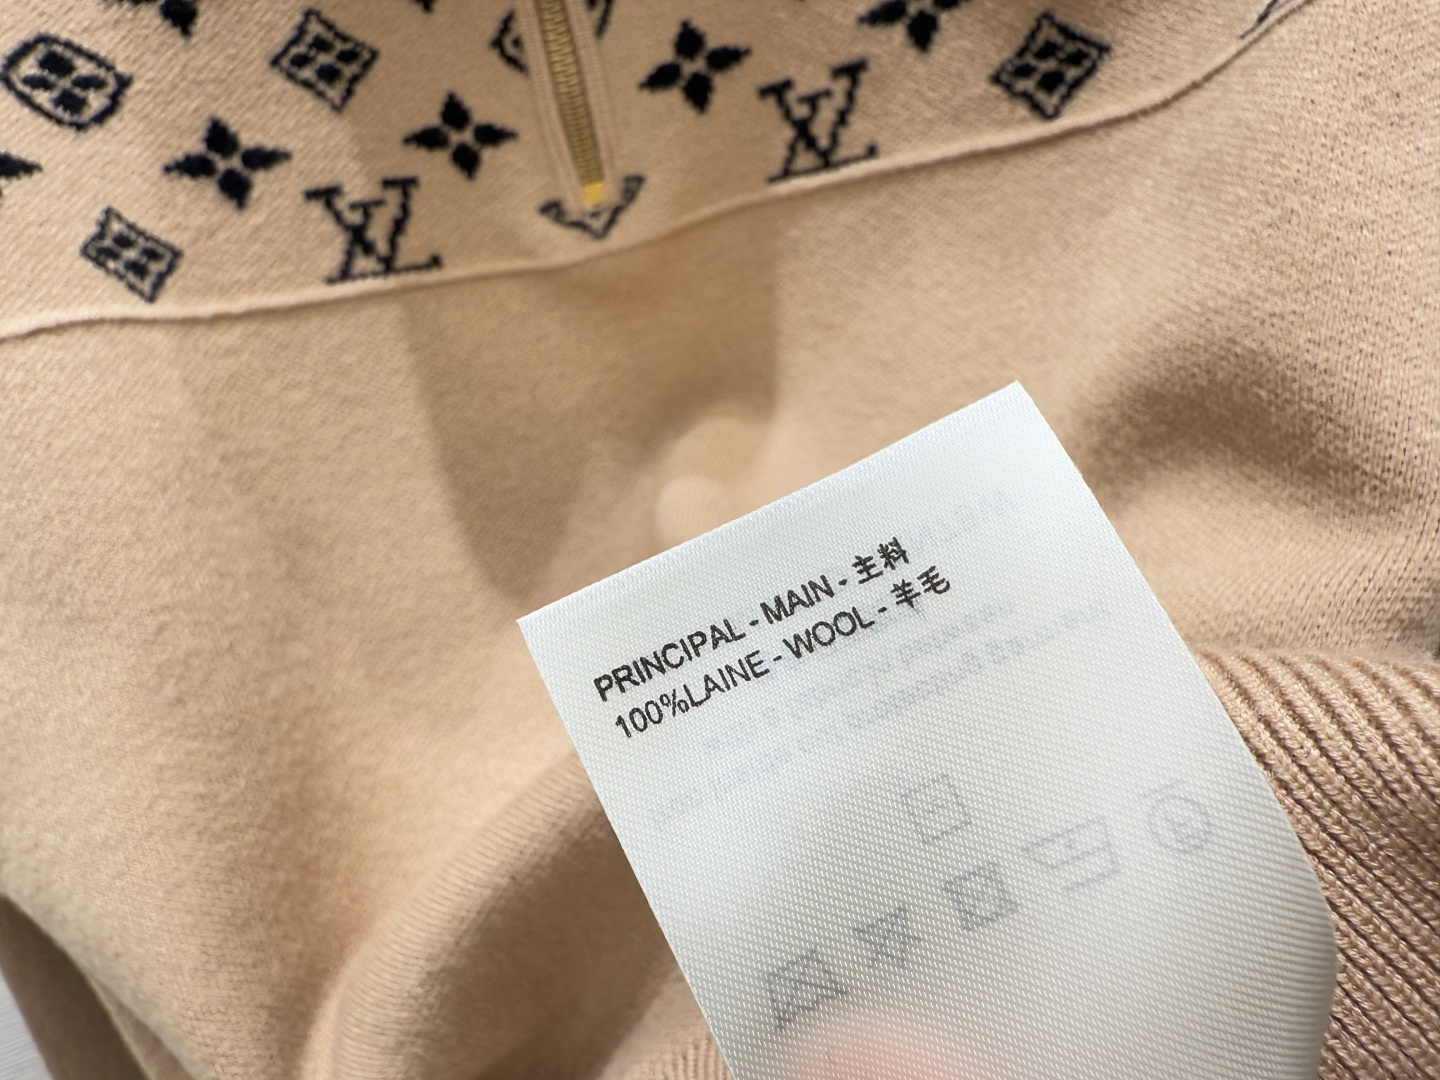 PRINCIPAL - MAIN - 主料
100%LAINE - WOOL - 羊毛